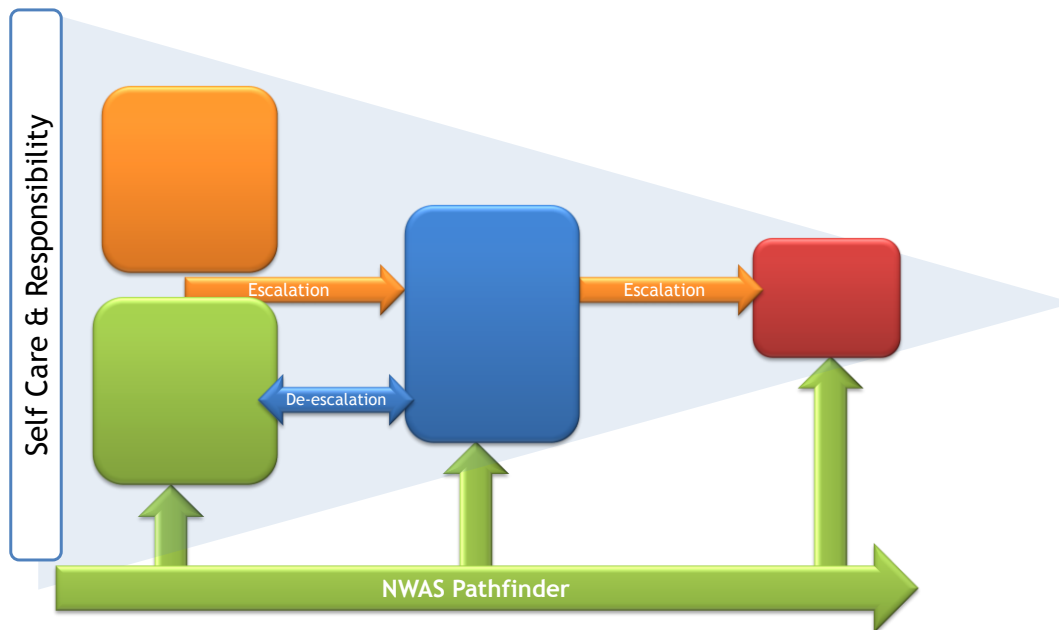 Self Care & Responsibility
Escalation
Escalation
De-escalation
NWAS Pathfinder